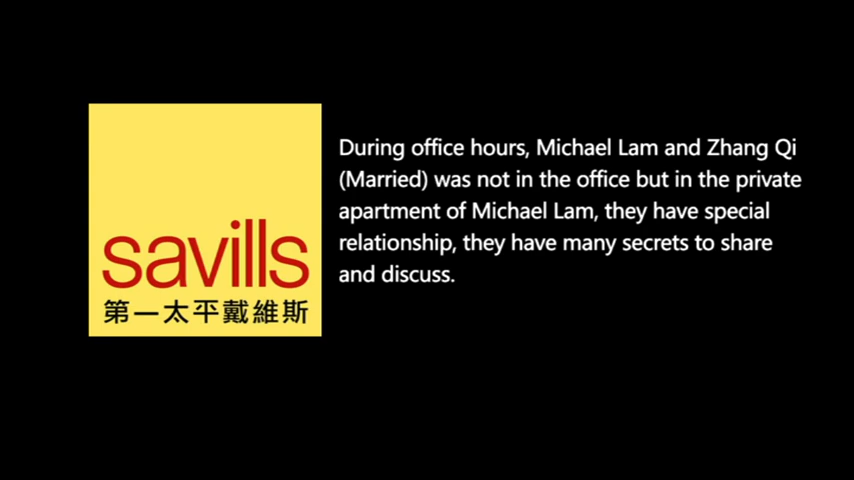 savills
第一太平戴維斯
During office hours, Michael Lam and Zhang Qi
(Married) was not in the office but in the private
apartment of Michael Lam, they have special
relationship, they have many secrets to share
and discuss.